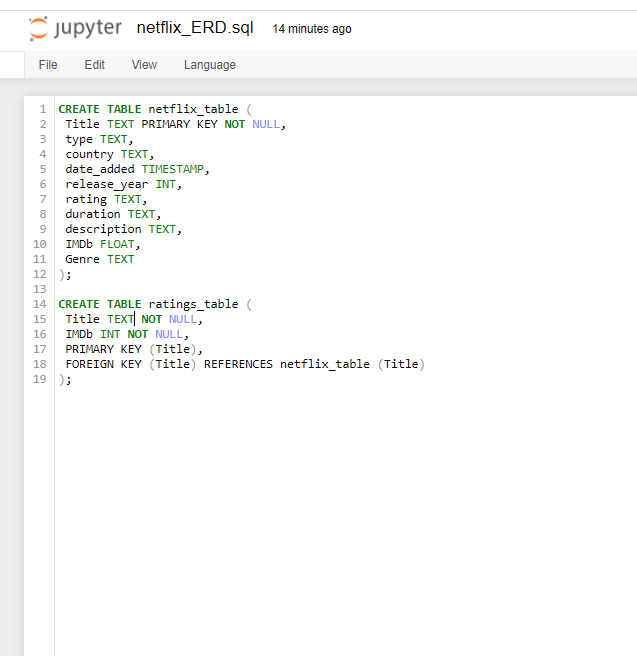 jupyter netflix_ERD.sql 14 minutes ago
File Edit View Language
1 CREATE TABLE netflix_table (
2 Title TEXT PRIMARY KEY NOT NULL,
3 type TEXT,
4 country TEXT,
5 date_added TIMESTAMP,
6 release_year INT,
7 rating TEXT,
8 duration TEXT,
9 description TEXT,
10 IMDb FLOAT,
11 Genre TEXT
12 );
13
14 CREATE TABLE ratings_table (
15 Title TEXT NOT NULL,
16 IMDb INT NOT NULL,
17 PRIMARY KEY (Title),
18 FOREIGN KEY (Title) REFERENCES netflix_table (Title)
19 );